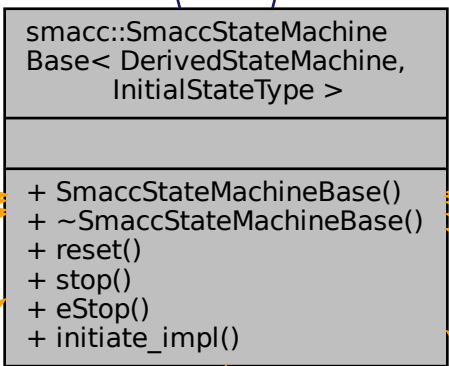 smacc::SmaccStateMachine
Base< DerivedStateMachine,
InitialStateType >
+ SmaccStateMachineBase()
+ ~SmaccStateMachineBase()
+ reset()
+ stop()
+ eStop()
+ initiate_impl()